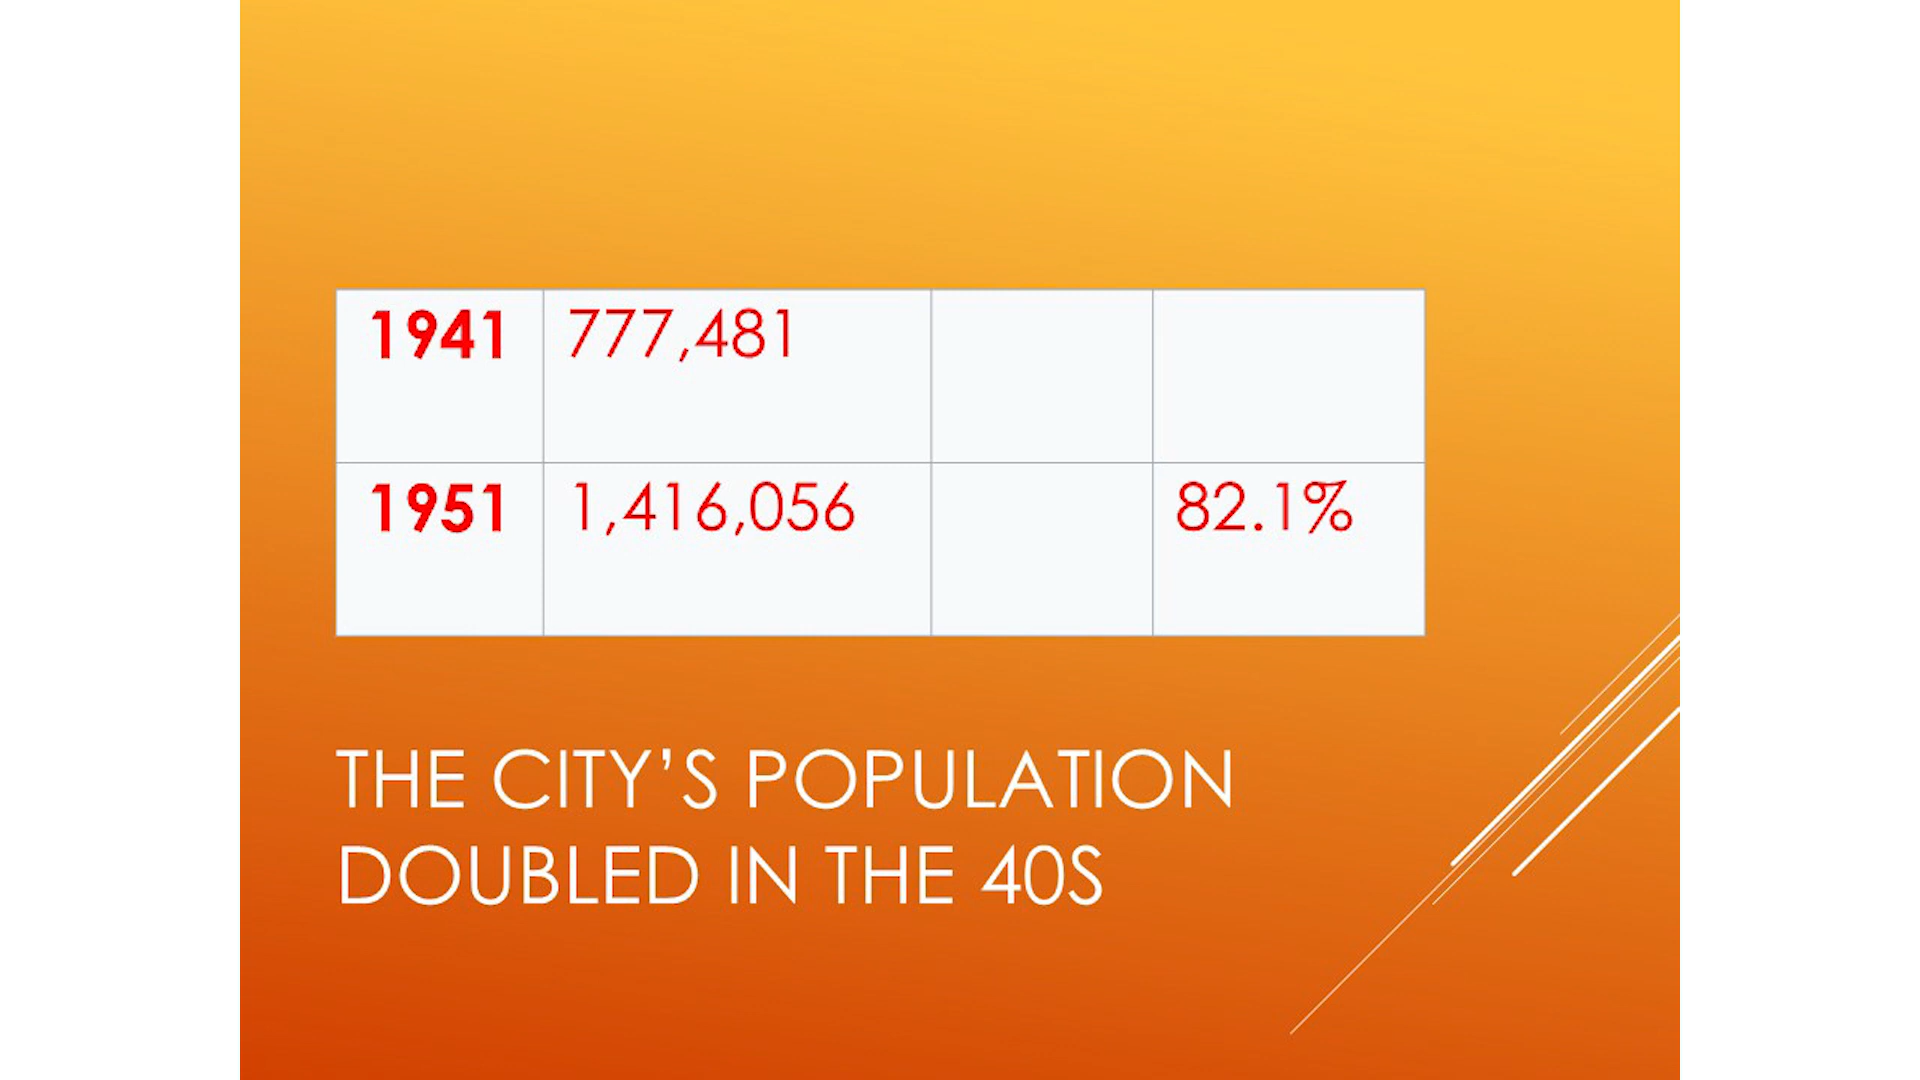 1941 777,481
1951 1,416,056 82.1%
THE CITY’S POPULATION
DOUBLED IN THE 40S